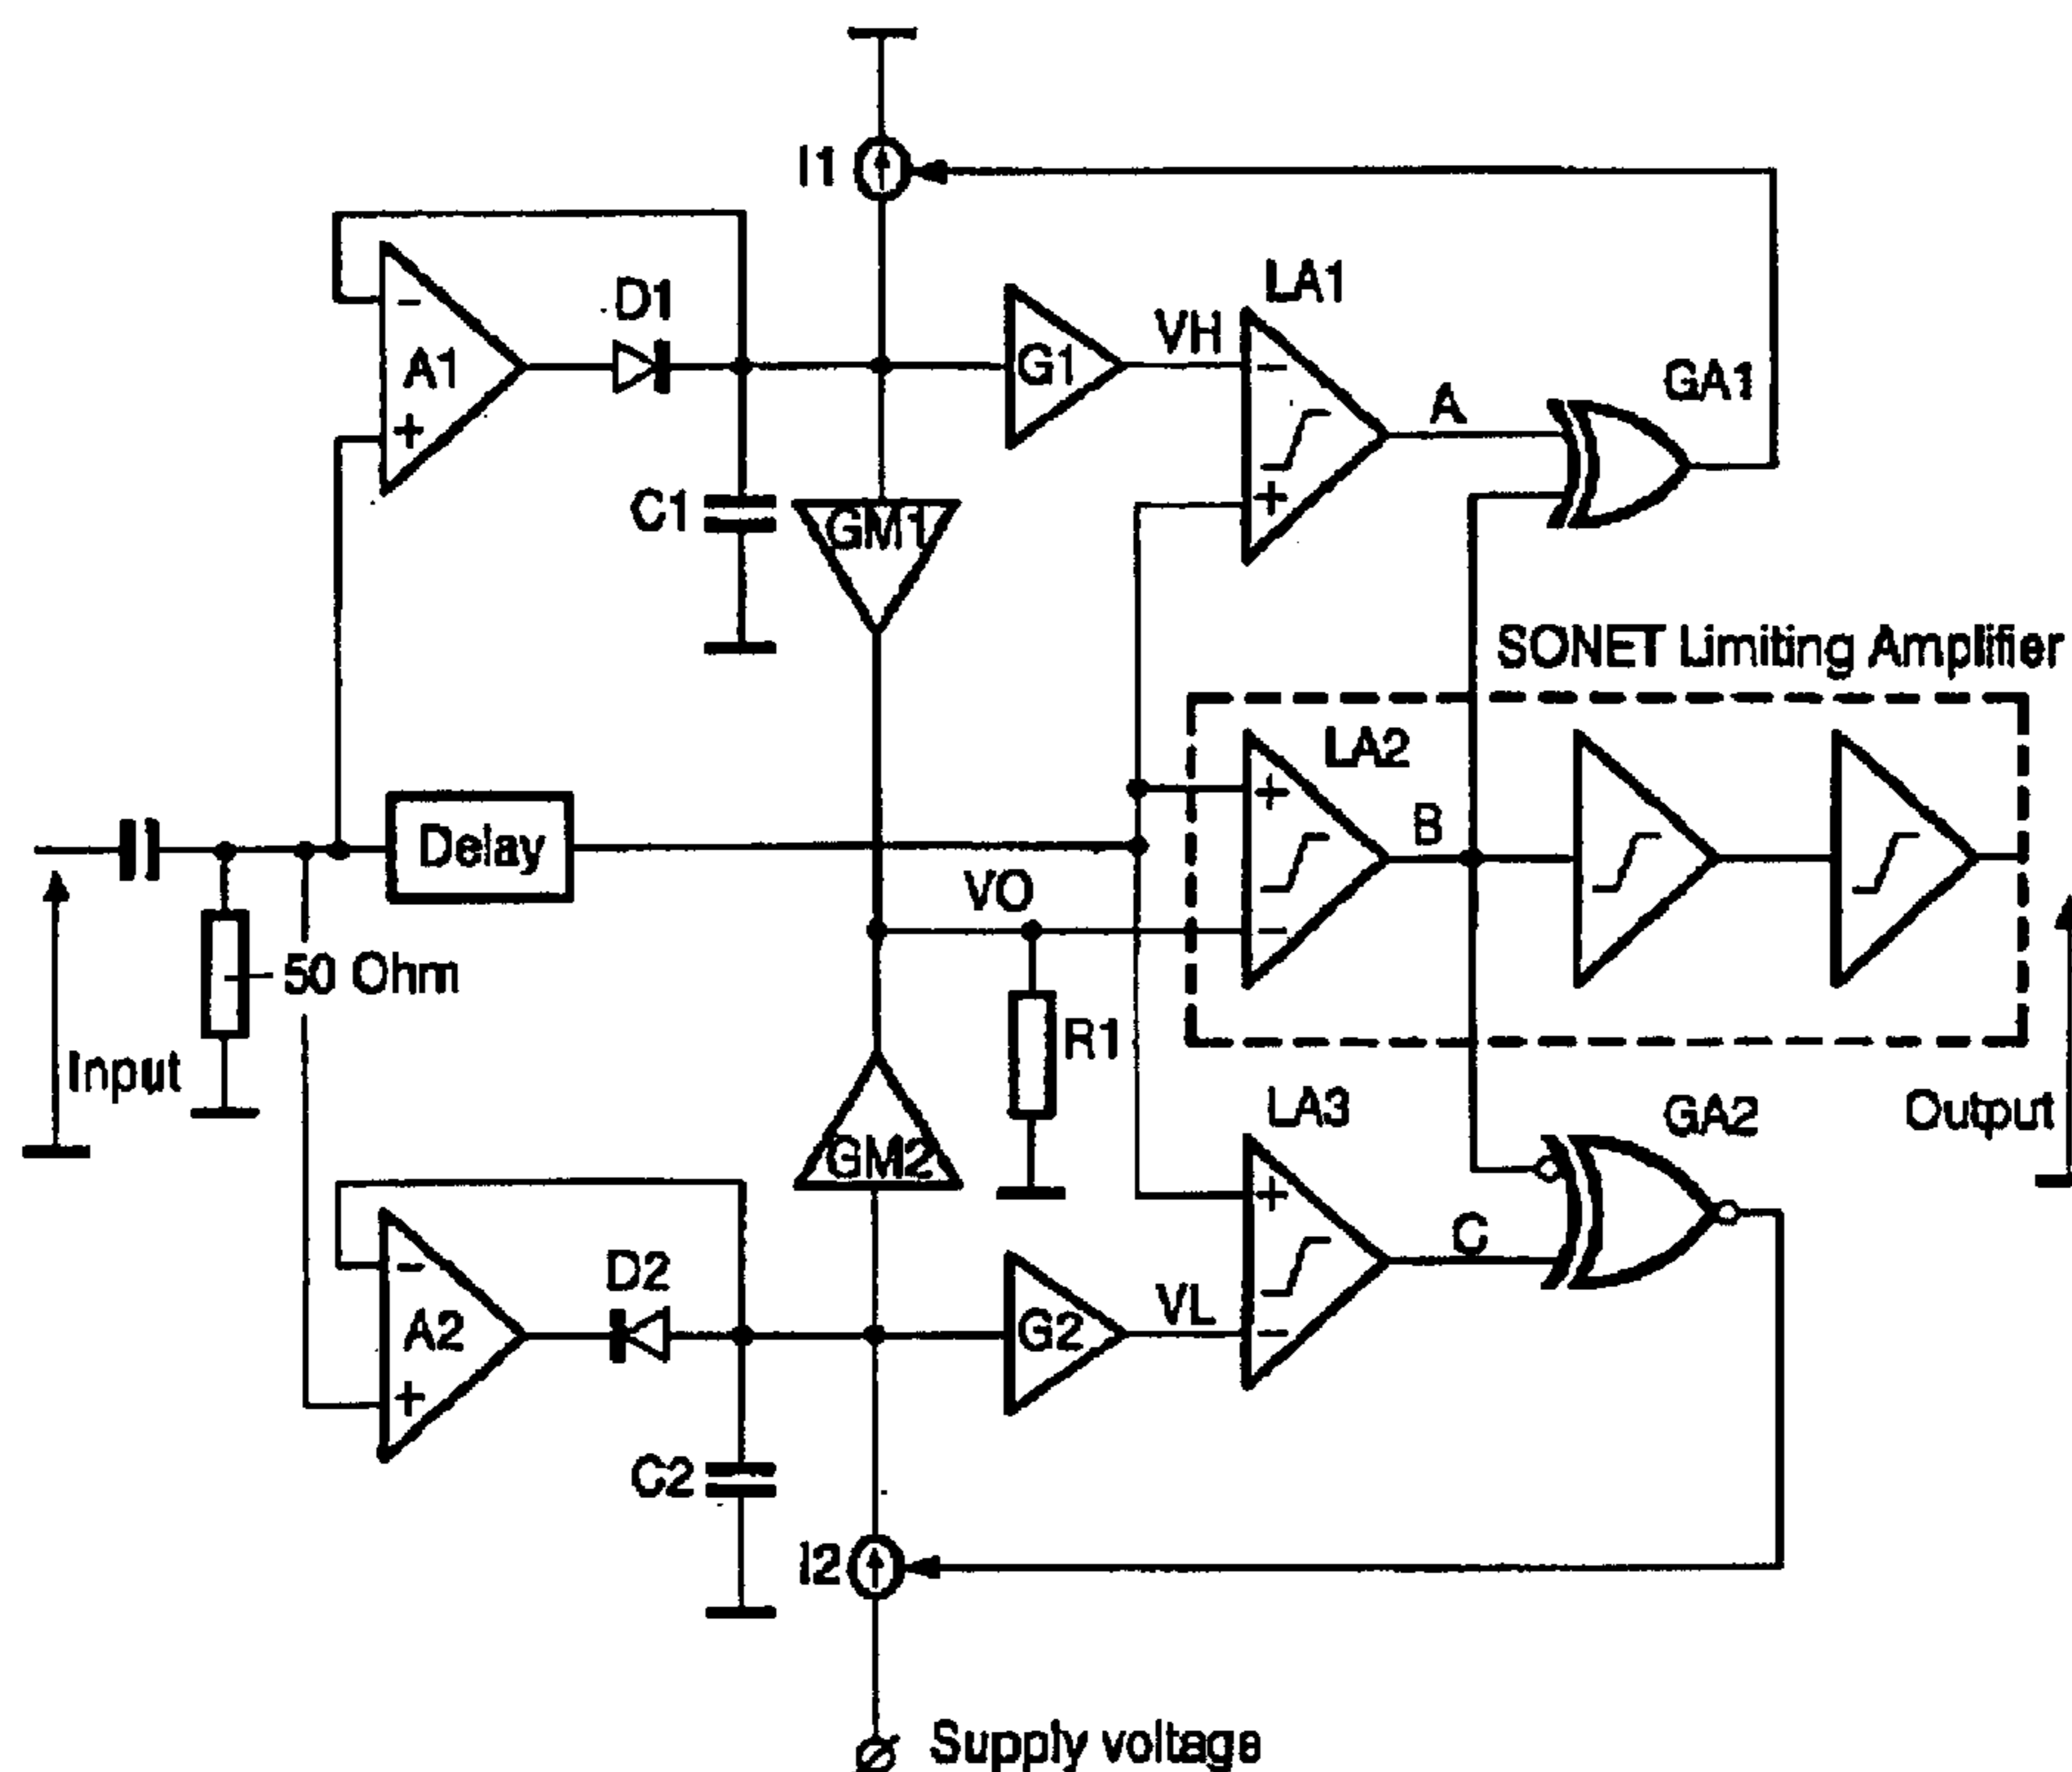 I1
LA1
D1
VH
GA1
A1
-
+
G1
-
+
A
C1
GM1
SONET Limiting Amplifier
LA2
+
-
B
Delay
VO
50 Ohm
R1
Input
LA3
GA2
Output
GM2
+
-
C
D2
VL
A2
-
+
G2
C2
I2
Supply voltage